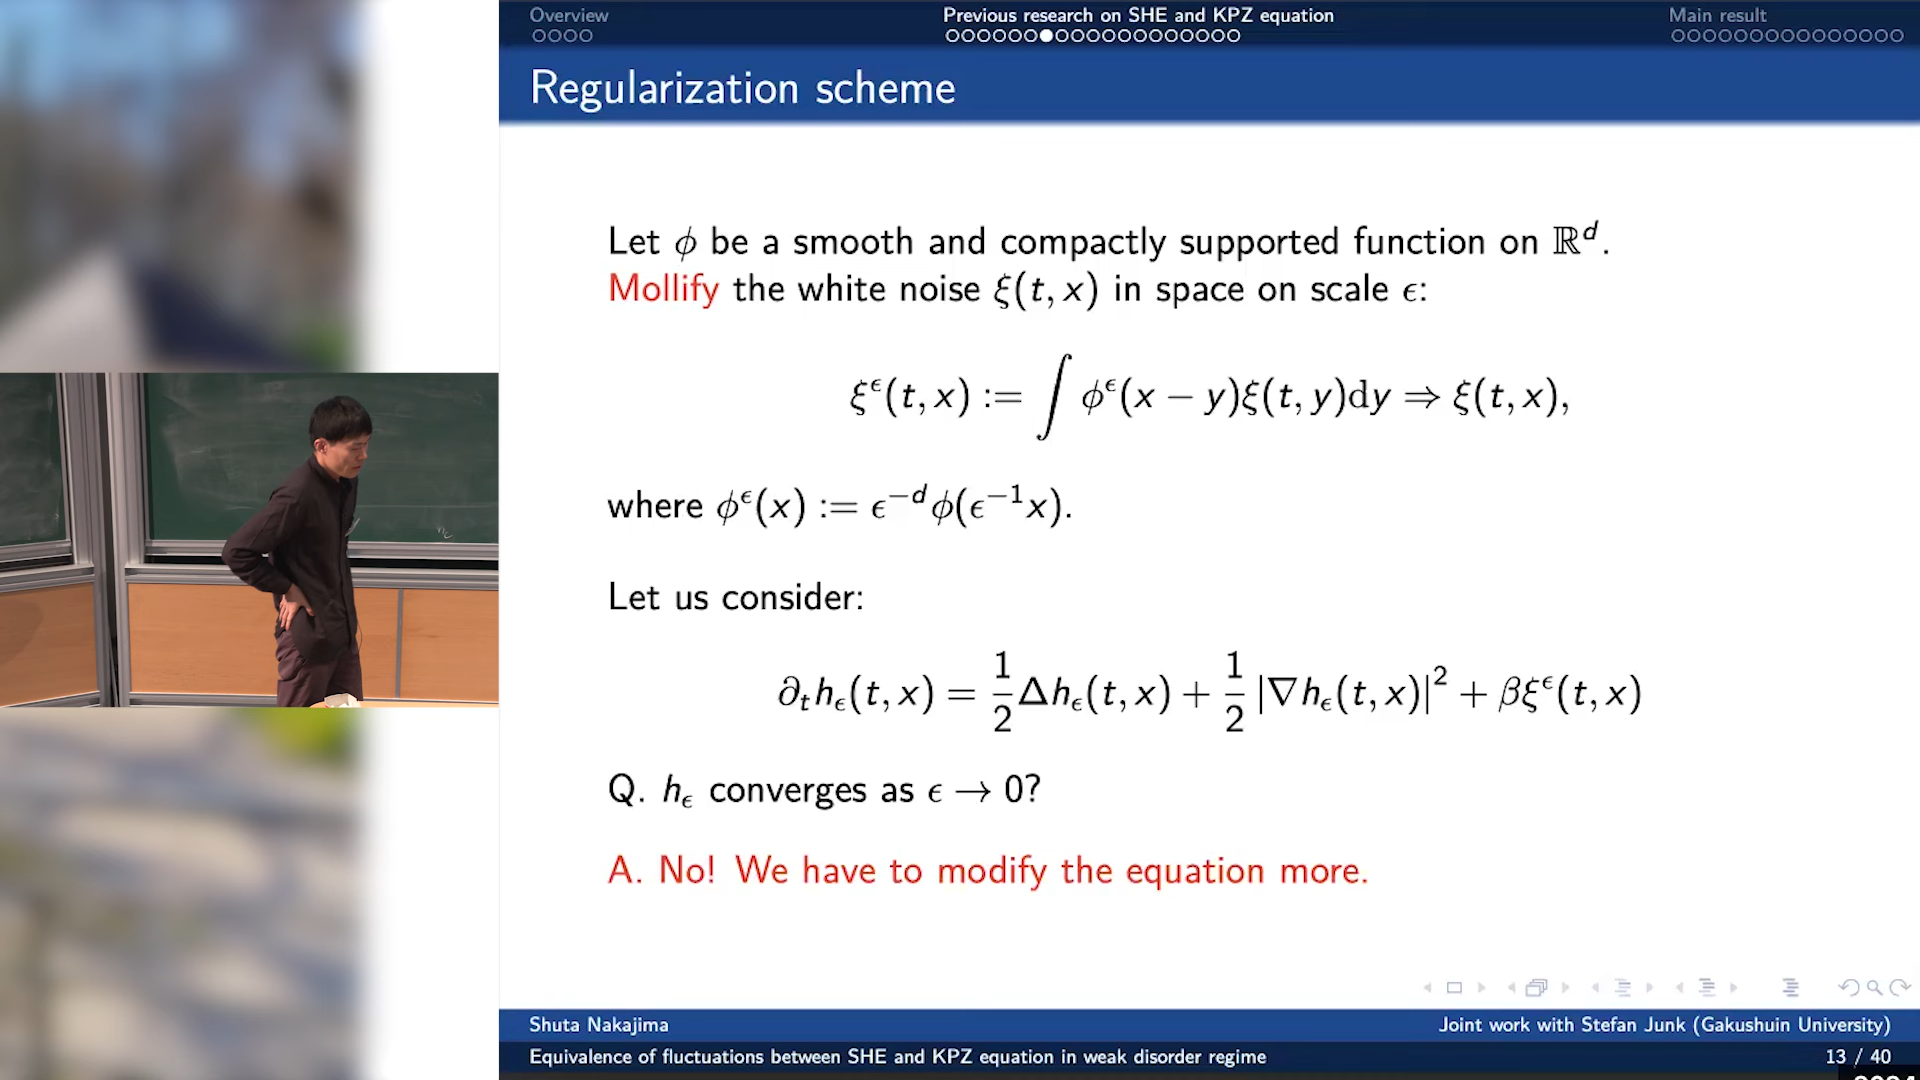 Overview
Previous research on SHE and KPZ equation
Main result
Regularization scheme
Let ϕ be a smooth and compactly supported function on ℝᵈ.
Mollify the white noise ξ(t, x) in space on scale ϵ:
ξ^ϵ(t, x) := ∫ ϕ^ϵ(x − y)ξ(t, y)dy ⇒ ξ(t, x),
where ϕ^ϵ(x) := ϵ^{−d}ϕ(ϵ^{−1}x).
Let us consider:
∂ₜh_ϵ(t, x) = 1/2 Δh_ϵ(t, x) + 1/2 |∇h_ϵ(t, x)|² + βξ^ϵ(t, x)
Q. h_ϵ converges as ϵ → 0?
A. No! We have to modify the equation more.
Shuta Nakajima
Joint work with Stefan Junk (Gakushuin University)
Equivalence of fluctuations between SHE and KPZ equation in weak disorder regime
13 / 40